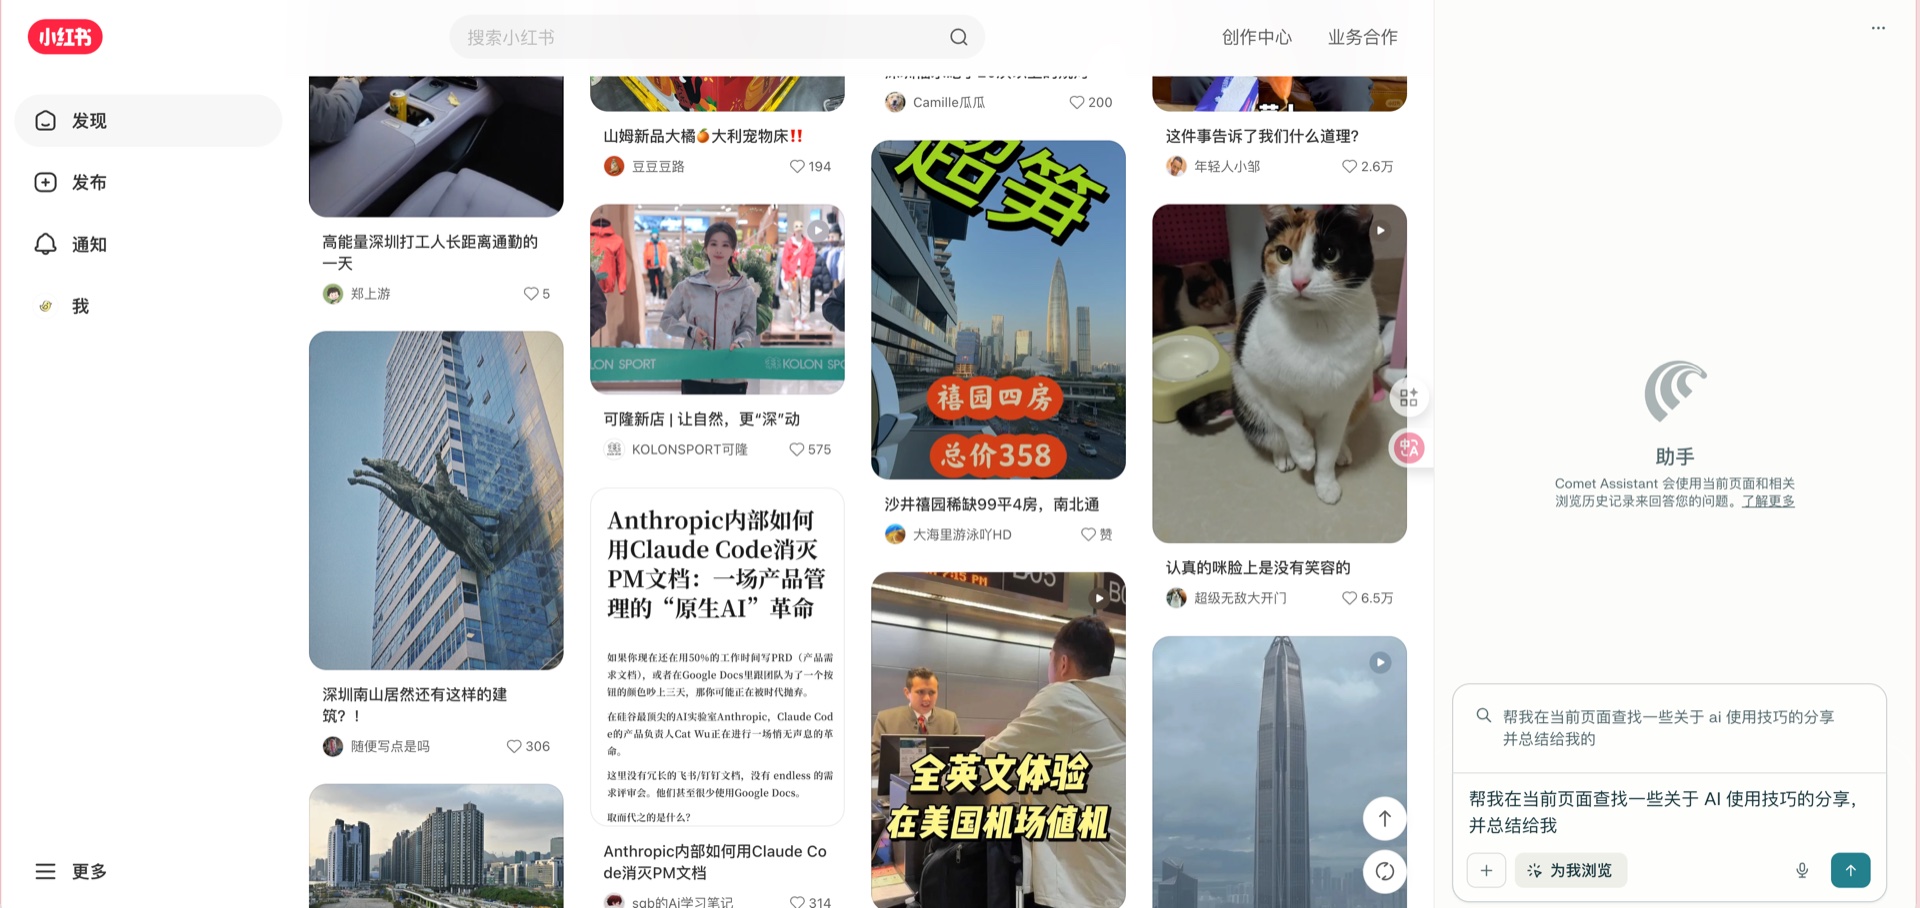 小红书
搜索小红书
创作中心
业务合作
发现
发布
通知
我
更多
高能量深圳打工人长距离通勤的
一天
郑上游
5
深圳南山居然还有这样的建
筑？！
随便写点是吗
306
山姆新品大橘🍊大利宠物床‼️
豆豆豆路
194
LON SPORT
KOLON SPO
可隆新店 | 让自然，更“深”动
KOLONSPORT可隆
575
Anthropic内部如何
用Claude Code消灭
PM文档：一场产品管
理的“原生AI”革命
如果你现在还在用50%的工作时间写PRD（产品需
求文档），或者在Google Docs里跟团队为了一个按
钮的颜色吵上三天，那你可能正在被时代抛弃。
在硅谷最顶尖的AI实验室Anthropic，Claude Cod
e的产品负责人Cat Wu正在进行一场悄无声息的革
命。
这里没有冗长的飞书/钉钉文档，没有 endless 的需
求评审会。他们甚至很少使用Google Docs。
取而代之的是什么？
Anthropic内部如何用Claude Co
de消灭PM文档
sgb的Ai学习笔记
314
Camille瓜瓜
200
超笋
禧园四房
总价358
沙井禧园稀缺99平4房，南北通
大海里游泳吖HD
赞
7:15 PM
B05
全英文体验
在美国机场值机
这件事告诉了我们什么道理？
年轻人小邹
2.6万
认真的咪脸上是没有笑容的
超级无敌大开门
6.5万
中
A
助手
Comet Assistant 会使用当前页面和相关
浏览历史记录来回答您的问题。了解更多
帮我在当前页面查找一些关于 ai 使用技巧的分享
并总结给我的
帮我在当前页面查找一些关于 AI 使用技巧的分享，
并总结给我
为我浏览